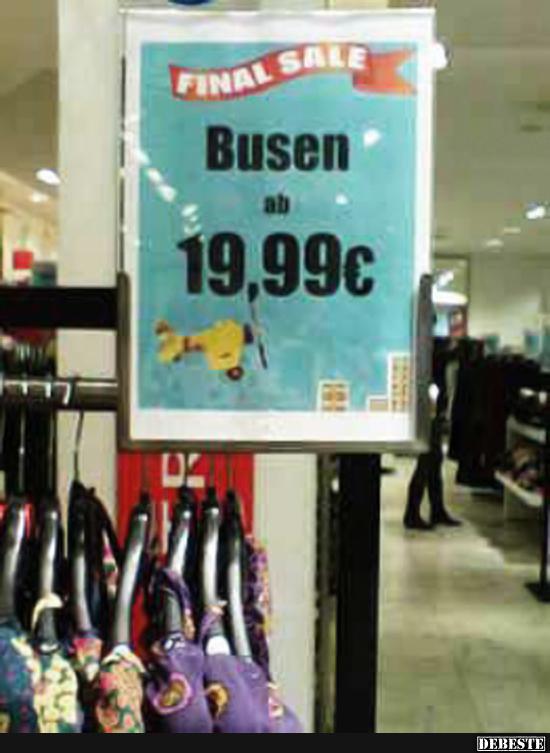 FINAL SALE
Busen
ab
19,99€
DEBESTE